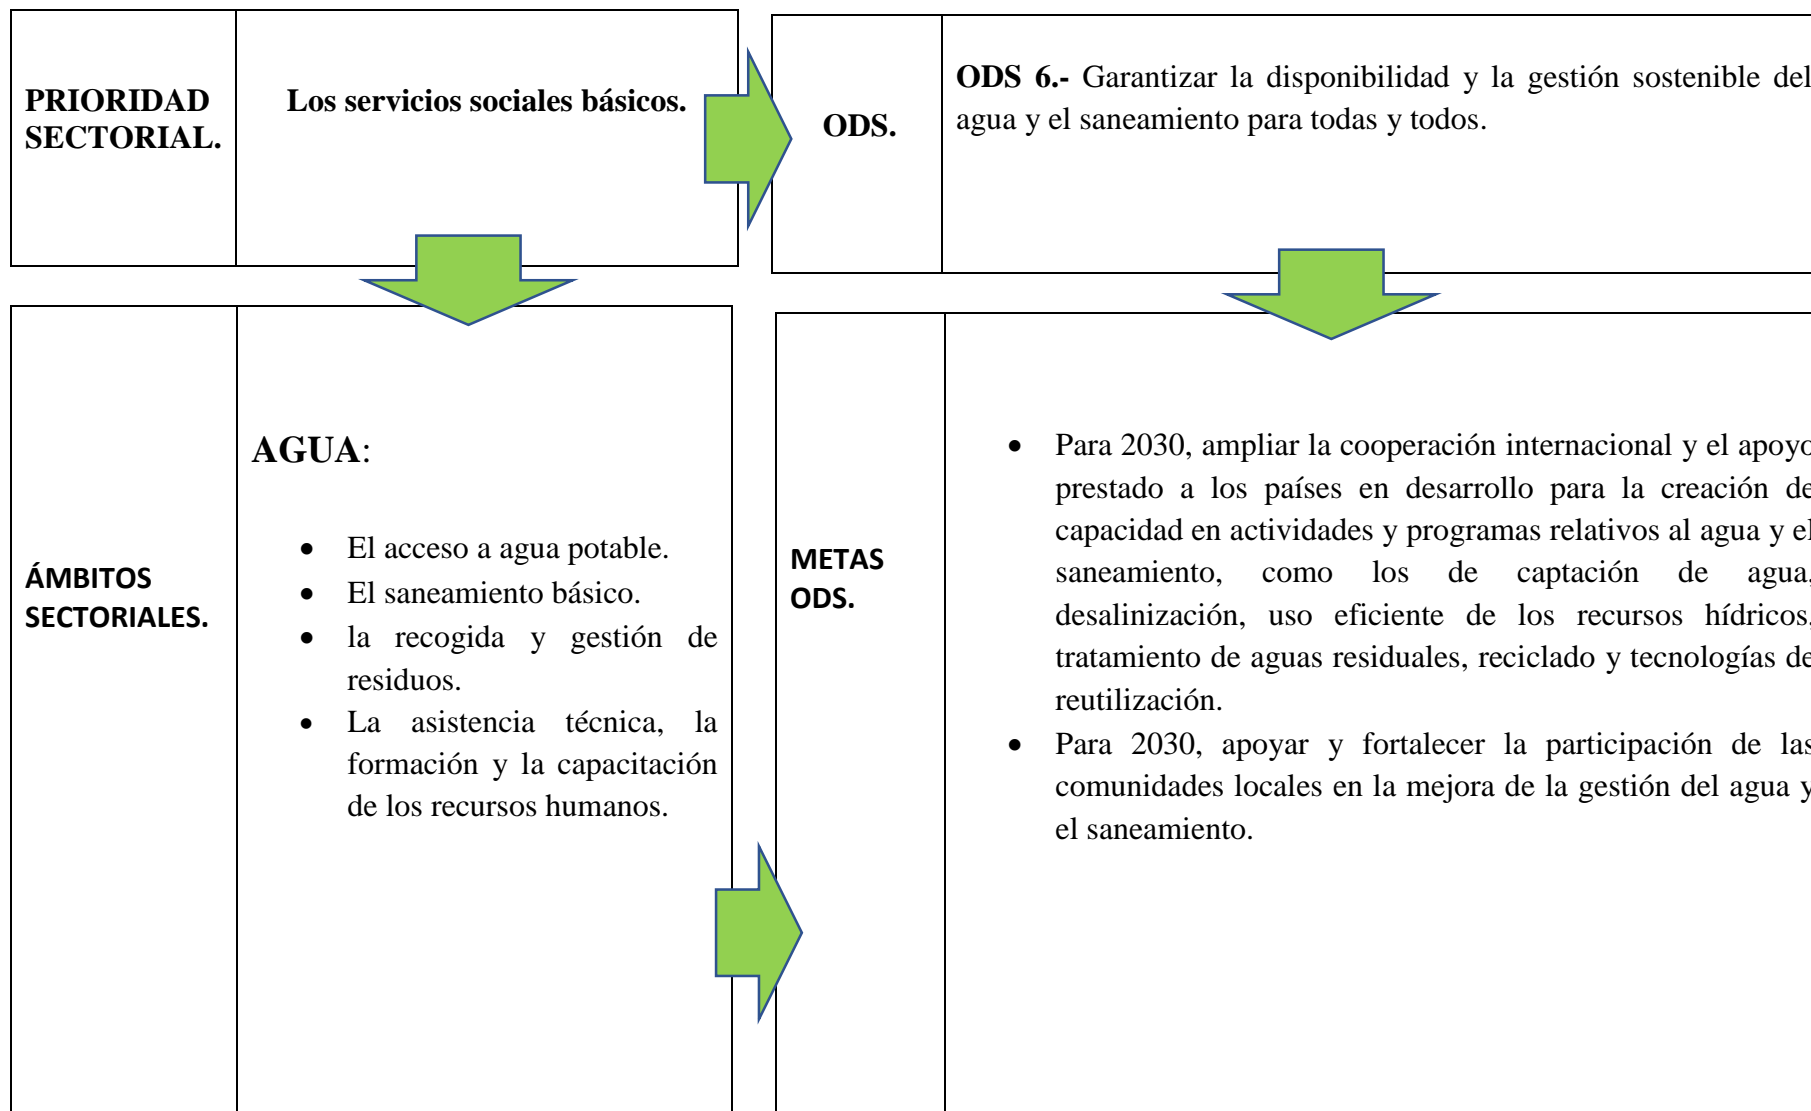 PRIORIDAD
SECTORIAL.
Los servicios sociales básicos.
ODS.
ODS 6.- Garantizar la disponibilidad y la gestión sostenible del
agua y el saneamiento para todas y todos.
ÁMBITOS
SECTORIALES.
AGUA:
• El acceso a agua potable.
• El saneamiento básico.
• la recogida y gestión de
residuos.
• La asistencia técnica, la
formación y la capacitación
de los recursos humanos.
METAS
ODS.
• Para 2030, ampliar la cooperación internacional y el apoyo
prestado a los países en desarrollo para la creación de
capacidad en actividades y programas relativos al agua y el
saneamiento, como los de captación de agua,
desalinización, uso eficiente de los recursos hídricos,
tratamiento de aguas residuales, reciclado y tecnologías de
reutilización.
• Para 2030, apoyar y fortalecer la participación de las
comunidades locales en la mejora de la gestión del agua y
el saneamiento.